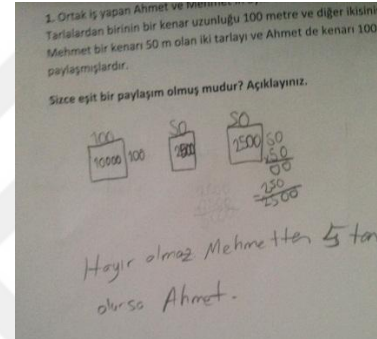 1. Ortak iş yapan Ahmet ve
Tarlalardan birinin bir kenar uzunluğu 100 metre ve diğer ikisinin
Mehmet bir kenarı 50 m olan iki tarlayı ve Ahmet de kenarı 100
paylaşmışlardır.
Sizce eşit bir paylaşım olmuş mudur? Açıklayınız.
100 50 50
10000 100 2500 2500 50
50
00
250
2500
Hayır olmaz Mehmetten 5 tan
olursa Ahmet.